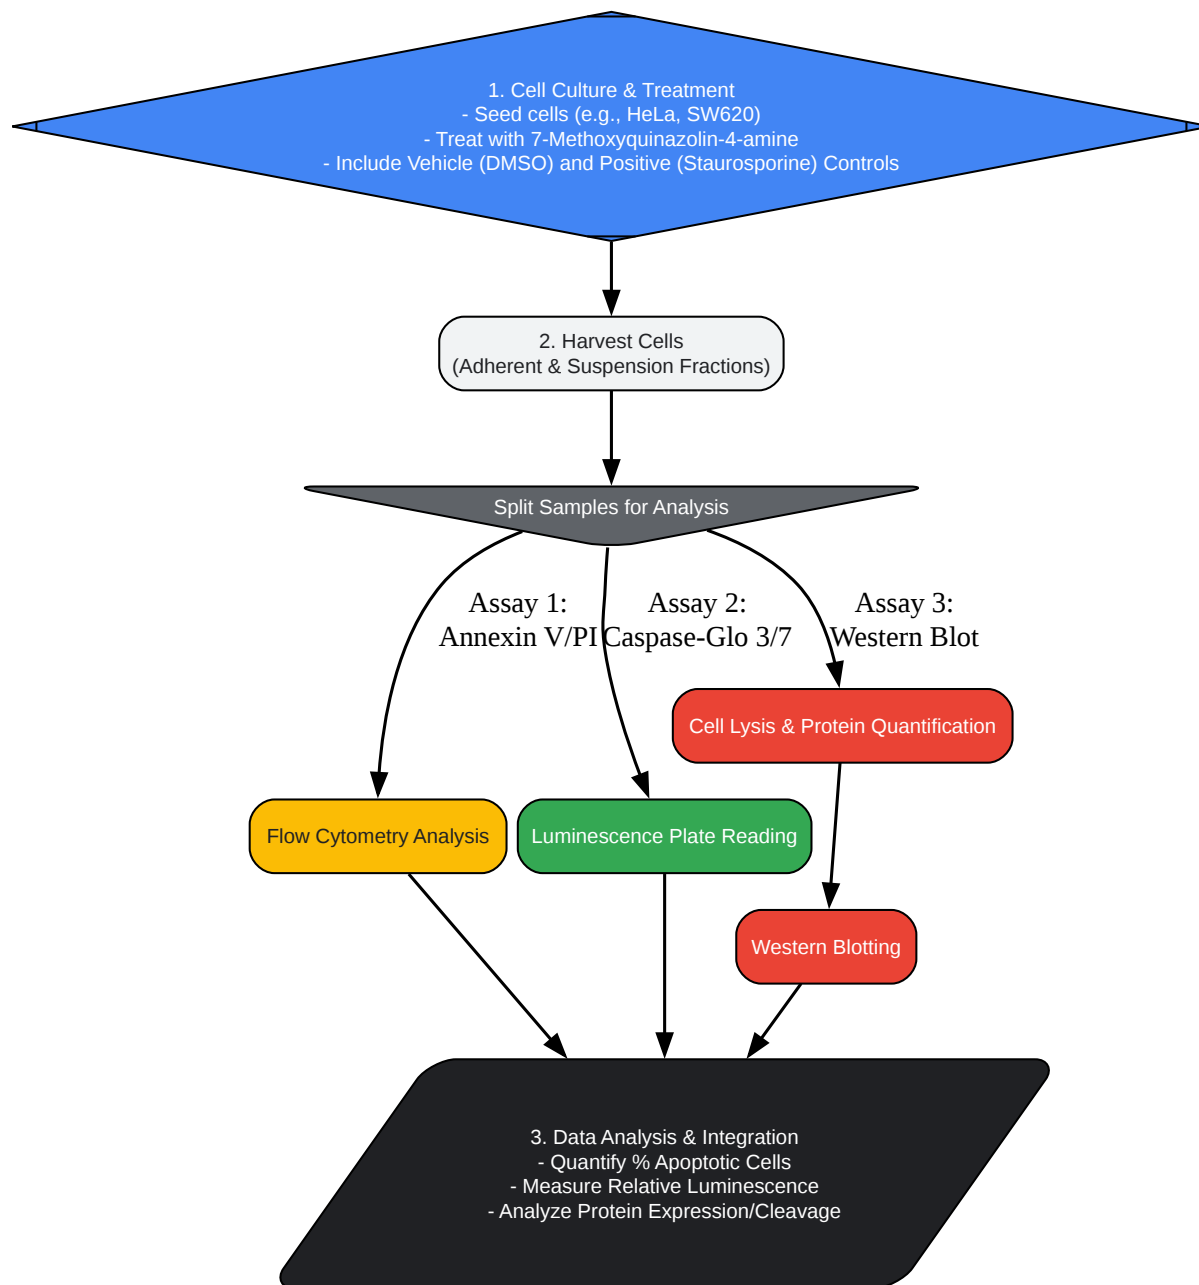 1. Cell Culture & Treatment
- Seed cells (e.g., HeLa, SW620)
- Treat with 7-Methoxyquinazolin-4-amine
- Include Vehicle (DMSO) and Positive (Staurosporine) Controls
2. Harvest Cells
(Adherent & Suspension Fractions)
Split Samples for Analysis
Assay 1:
Annexin V/PI
Assay 2:
Caspase-Glo 3/7
Assay 3:
Western Blot
Cell Lysis & Protein Quantification
Flow Cytometry Analysis
Luminescence Plate Reading
Western Blotting
3. Data Analysis & Integration
- Quantify % Apoptotic Cells
- Measure Relative Luminescence
- Analyze Protein Expression/Cleavage